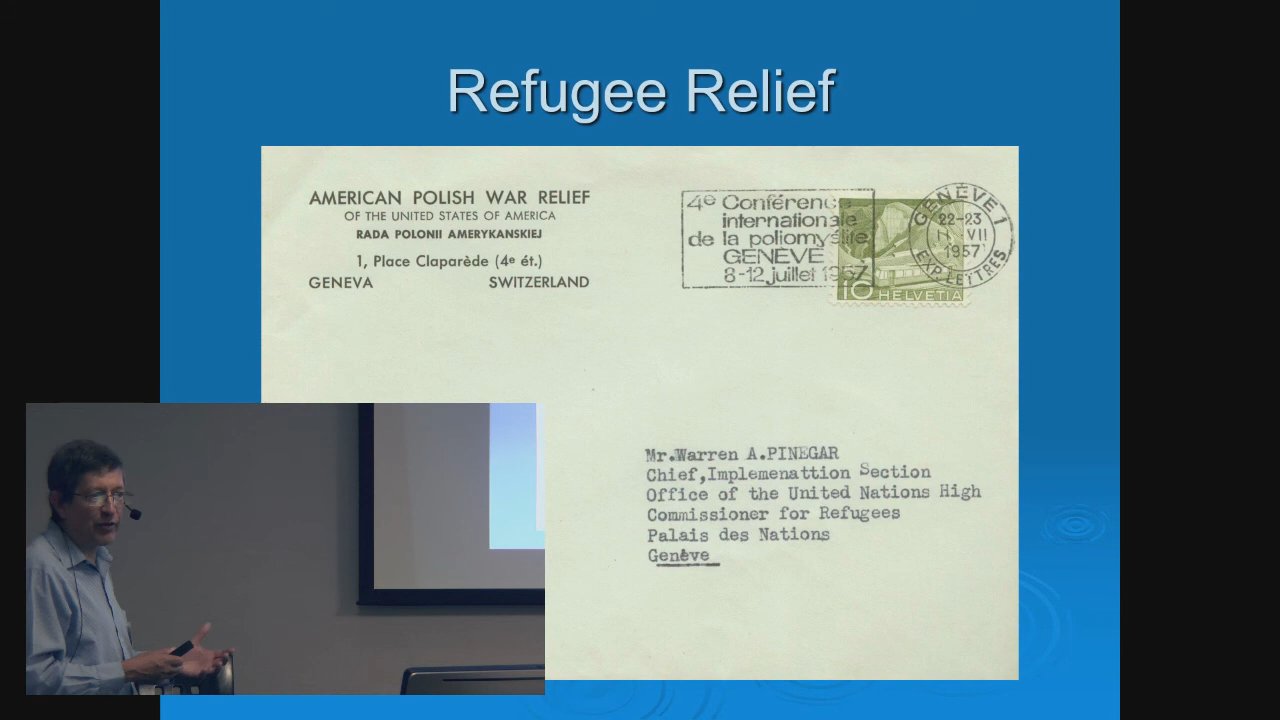 Refugee Relief
AMERICAN POLISH WAR RELIEF
OF THE UNITED STATES OF AMERICA
RADA POLONII AMERYKANSKIEJ
1, Place Claparède (4e ét.)
GENEVA SWITZERLAND
4e Conférence
internationale
de la poliomyélite
GENÈVE
8-12 juillet 1957
GENÈVE 1
22-23
VII
1957
EXP. LETTRES
10 HELVETIA
Mr.Warren A.PINEGAR
Chief,Implemenattion Section
Office of the United Nations High
Commissioner for Refugees
Palais des Nations
Genève